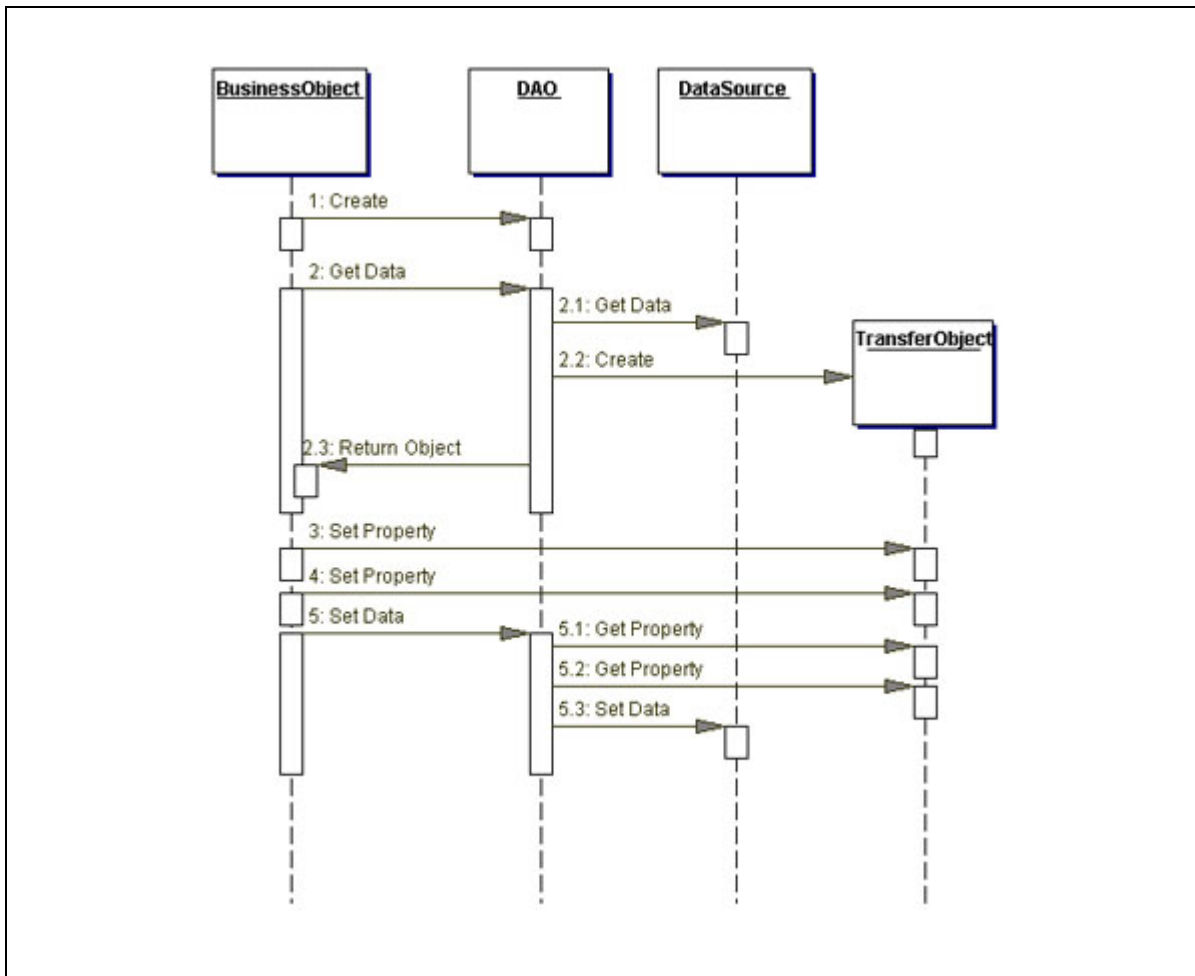 BusinessObject
DAO
DataSource
1: Create
2: Get Data
2.1: Get Data
TransferObject
2.2: Create
2.3: Return Object
3: Set Property
4: Set Property
5: Set Data
5.1: Get Property
5.2: Get Property
5.3: Set Data